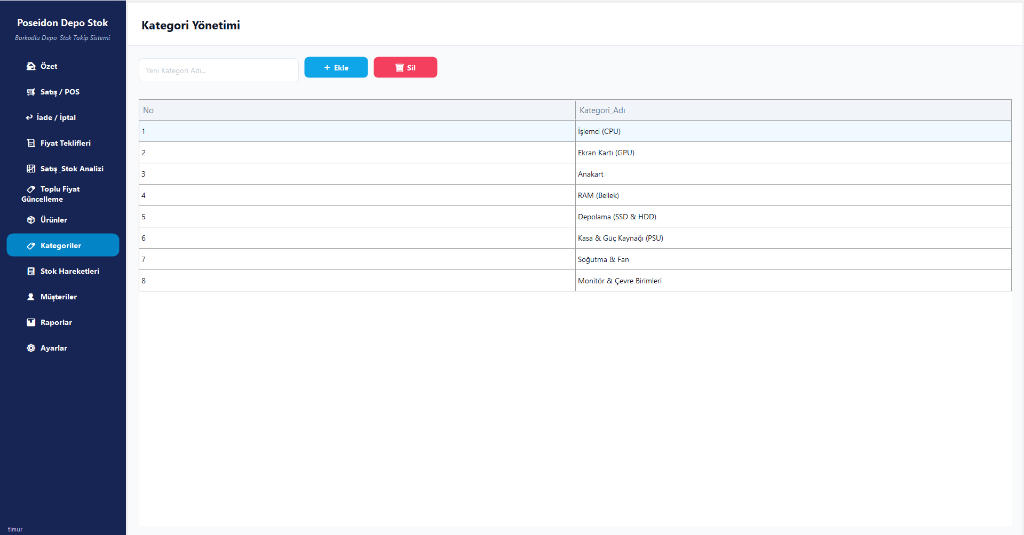 Poseidon Depo Stok
Barkodlu Depo Stok Takip Sistemi
Özet
Satış / POS
İade / İptal
Fiyat Teklifleri
Satış Stok Analizi
Toplu Fiyat
Güncelleme
Ürünler
Kategoriler
Stok Hareketleri
Müşteriler
Raporlar
Ayarlar
timur
Kategori Yönetimi
Yeni Kategori Adı...
+ Ekle
Sil
No Kategori_Adı
1 İşlemci (CPU)
2 Ekran Kartı (GPU)
3 Anakart
4 RAM (Bellek)
5 Depolama (SSD & HDD)
6 Kasa & Güç Kaynağı (PSU)
7 Soğutma & Fan
8 Monitör & Çevre Birimleri